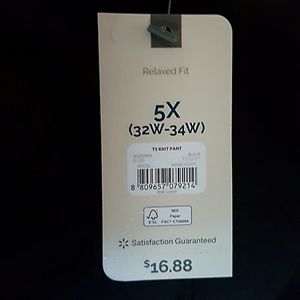 Relaxed Fit
5X
(32W-34W)
TS KNIT PANT
BLACK
8 809657 079214
MIX
Paper
FSC
Satisfaction Guaranteed
$16.88